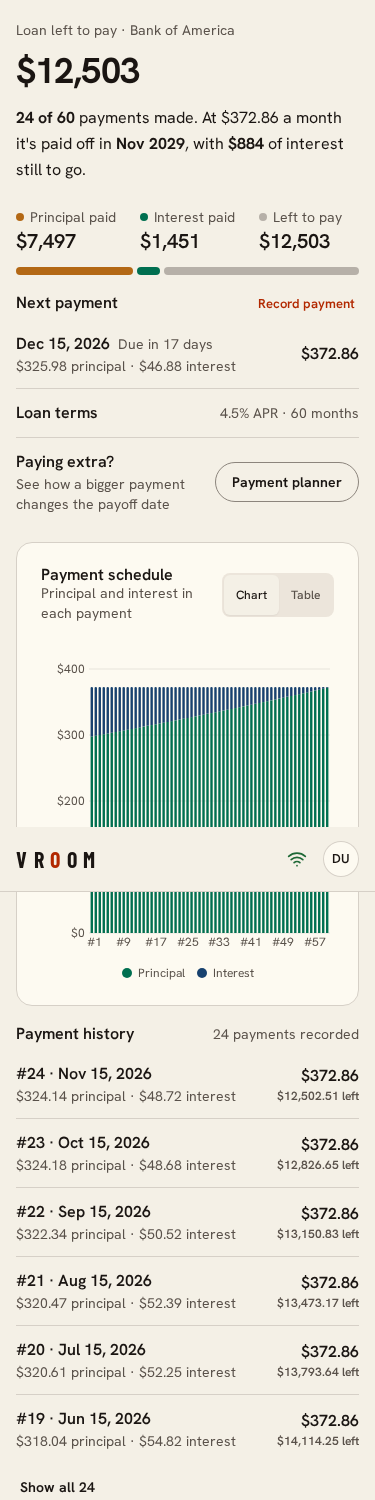 Loan left to pay · Bank of America
$12,503
24 of 60 payments made. At $372.86 a month
it's paid off in Nov 2029, with $884 of interest
still to go.
Principal paid
$7,497
Interest paid
$1,451
Left to pay
$12,503
Next payment
Record payment
Dec 15, 2026 Due in 17 days
$325.98 principal · $46.88 interest
$372.86
Loan terms
4.5% APR · 60 months
Paying extra?
See how a bigger payment
changes the payoff date
Payment planner
Payment schedule
Principal and interest in
each payment
Chart
Table
$400
$300
$200
VROOM
DU
$0
#1 #9 #17 #25 #33 #41 #49 #57
Principal Interest
Payment history
24 payments recorded
#24 · Nov 15, 2026
$324.14 principal · $48.72 interest
$372.86
$12,502.51 left
#23 · Oct 15, 2026
$324.18 principal · $48.68 interest
$372.86
$12,826.65 left
#22 · Sep 15, 2026
$322.34 principal · $50.52 interest
$372.86
$13,150.83 left
#21 · Aug 15, 2026
$320.47 principal · $52.39 interest
$372.86
$13,473.17 left
#20 · Jul 15, 2026
$320.61 principal · $52.25 interest
$372.86
$13,793.64 left
#19 · Jun 15, 2026
$318.04 principal · $54.82 interest
$372.86
$14,114.25 left
Show all 24